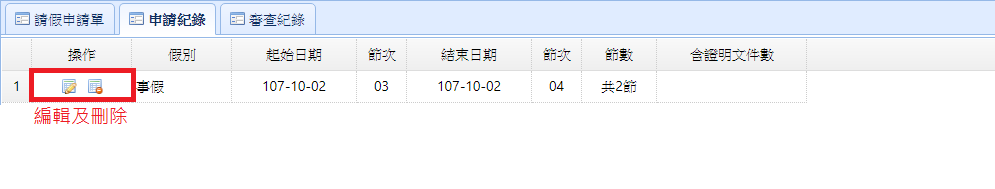 請假申請單 申請紀錄 審查紀錄
操作 假別 起始日期 節次 結束日期 節次 節數 含證明文件數
1 事假 107-10-02 03 107-10-02 04 共2節
編輯及刪除